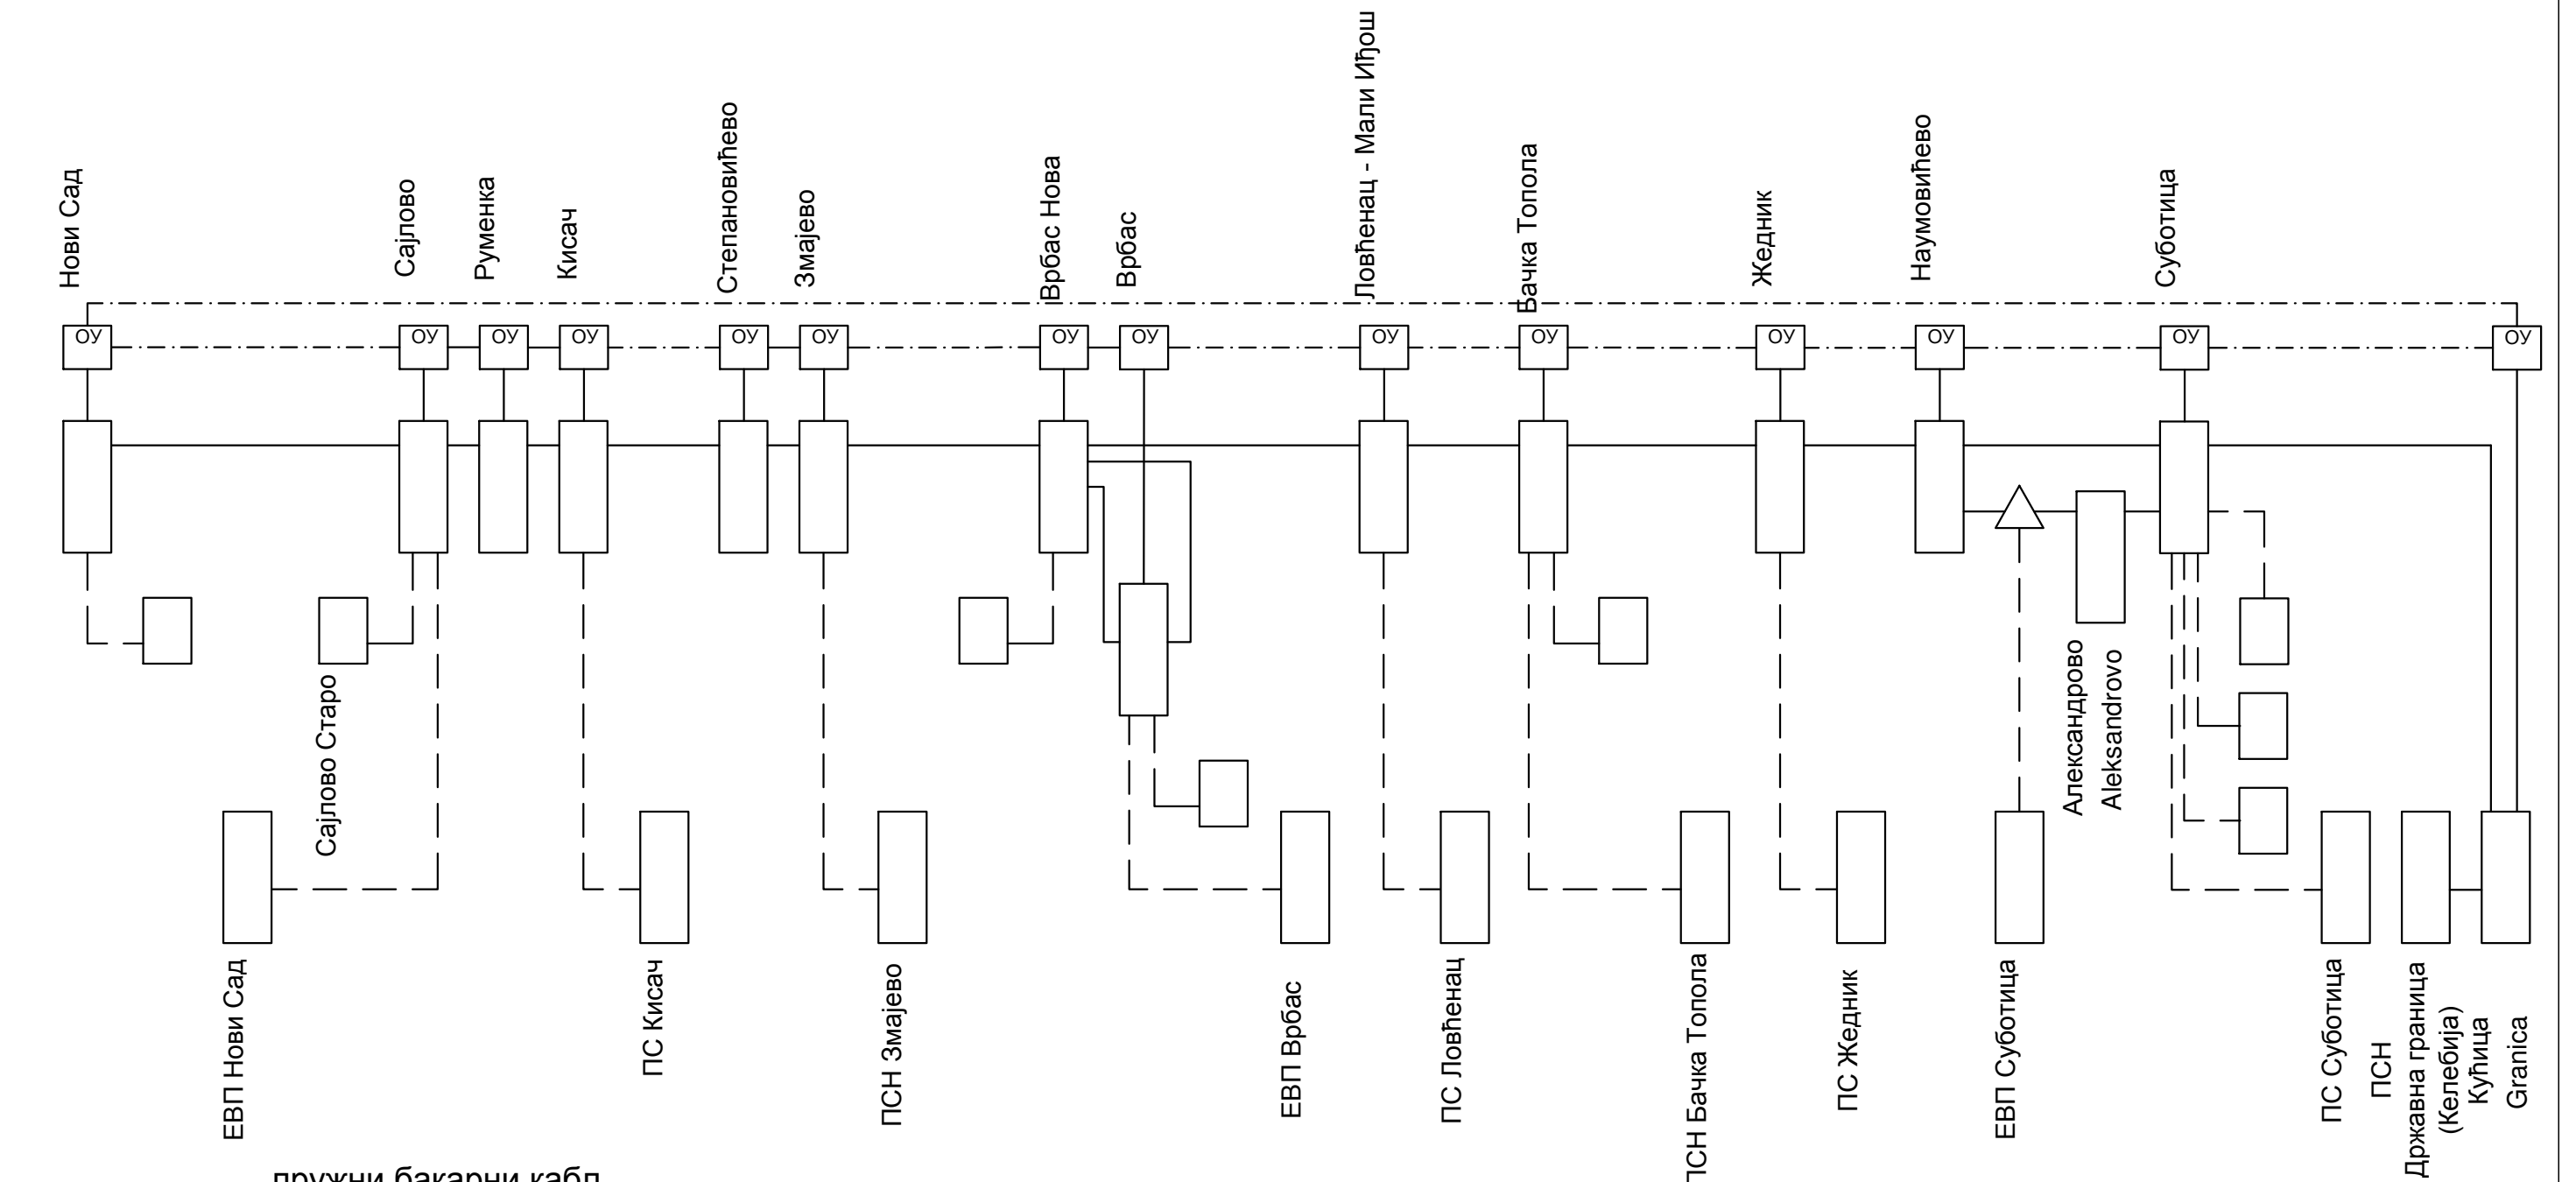 Нови Сад
Сајлово
Руменка
Кисач
Степановићево
Змајево
Врбас Нова
Врбас
Ловћенац - Мали Иђош
Бачка Топола
Жедник
Наумовићево
Суботица
ОУ
ОУ
ОУ
ОУ
ОУ
ОУ
ОУ
ОУ
ОУ
ОУ
ОУ
ОУ
ОУ
ОУ
Сајлово Старо
Александрово
Aleksandrovo
ЕВП Нови Сад
ПС Кисач
ПСН Змајево
ЕВП Врбас
ПС Ловћенац
ПСН Бачка Топола
ПС Жедник
ЕВП Суботица
ПС Суботица
ПСН
Државна граница
(Келебија)
Кућица
Granica
пружни бакарни кабл